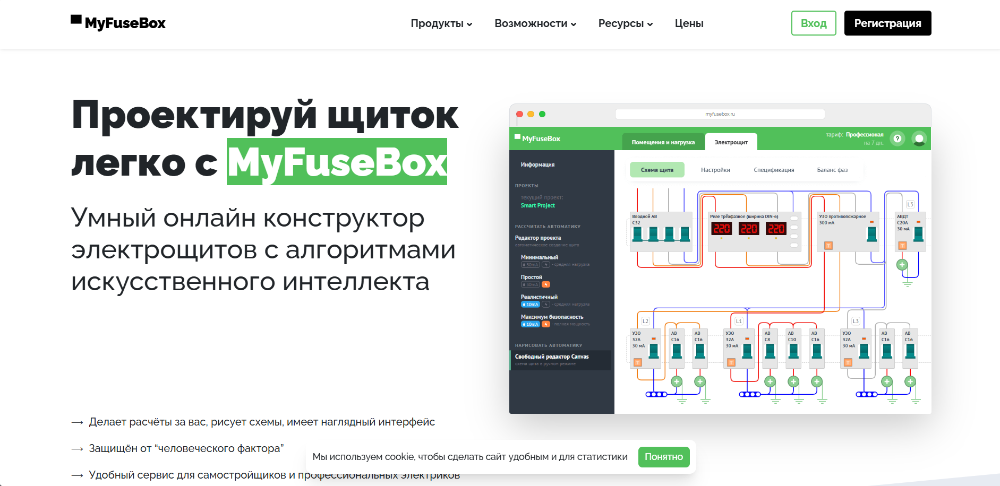 MyFuseBox
Продукты
Возможности
Ресурсы
Цены
Вход
Регистрация
Проектируй щиток
легко с MyFuseBox
Умный онлайн конструктор
электрощитов с алгоритмами
искусственного интеллекта
→ Делает расчёты за вас, рисует схемы, имеет наглядный интерфейс
→ Защищён от “человеческого фактора”
→ Удобный сервис для самостройщиков и профессиональных электриков
myfusebox.ru
MyFuseBox
Помещения и нагрузка
Электрощит
тариф: Профессионал
на 7 дн.
?
Информация
ПРОЕКТЫ
текущий проект:
Smart Project
РАССЧИТАТЬ АВТОМАТИКУ
Редактор проекта
автоматическое создание щита
Минимальный
30mA - средняя нагрузка
Простой
30mA
Реалистичный
10mA - средняя нагрузка
Максимум безопасность
10mA - полная мощность
НАРИСОВАТЬ АВТОМАТИКУ
Свободный редактор Canvas
схема щита в ручном режиме
Схема щита
Настройки
Спецификация
Баланс фаз
L3
Вводной АВ
C32
Реле трёхфазное (ширина DIN-6)
220 220 220
УЗО противопожарное
300 мА
T
АВДТ
C20А
30 мА
T
L2
L1
L3
УЗО
32А
30 мА
T
АВ
C16
АВ
C16
УЗО
32А
30 мА
T
АВ
C8
АВ
C10
АВ
C16
УЗО
32А
30 мА
T
АВ
C16
АВ
C16
Мы используем cookie, чтобы сделать сайт удобным и для статистики
Понятно